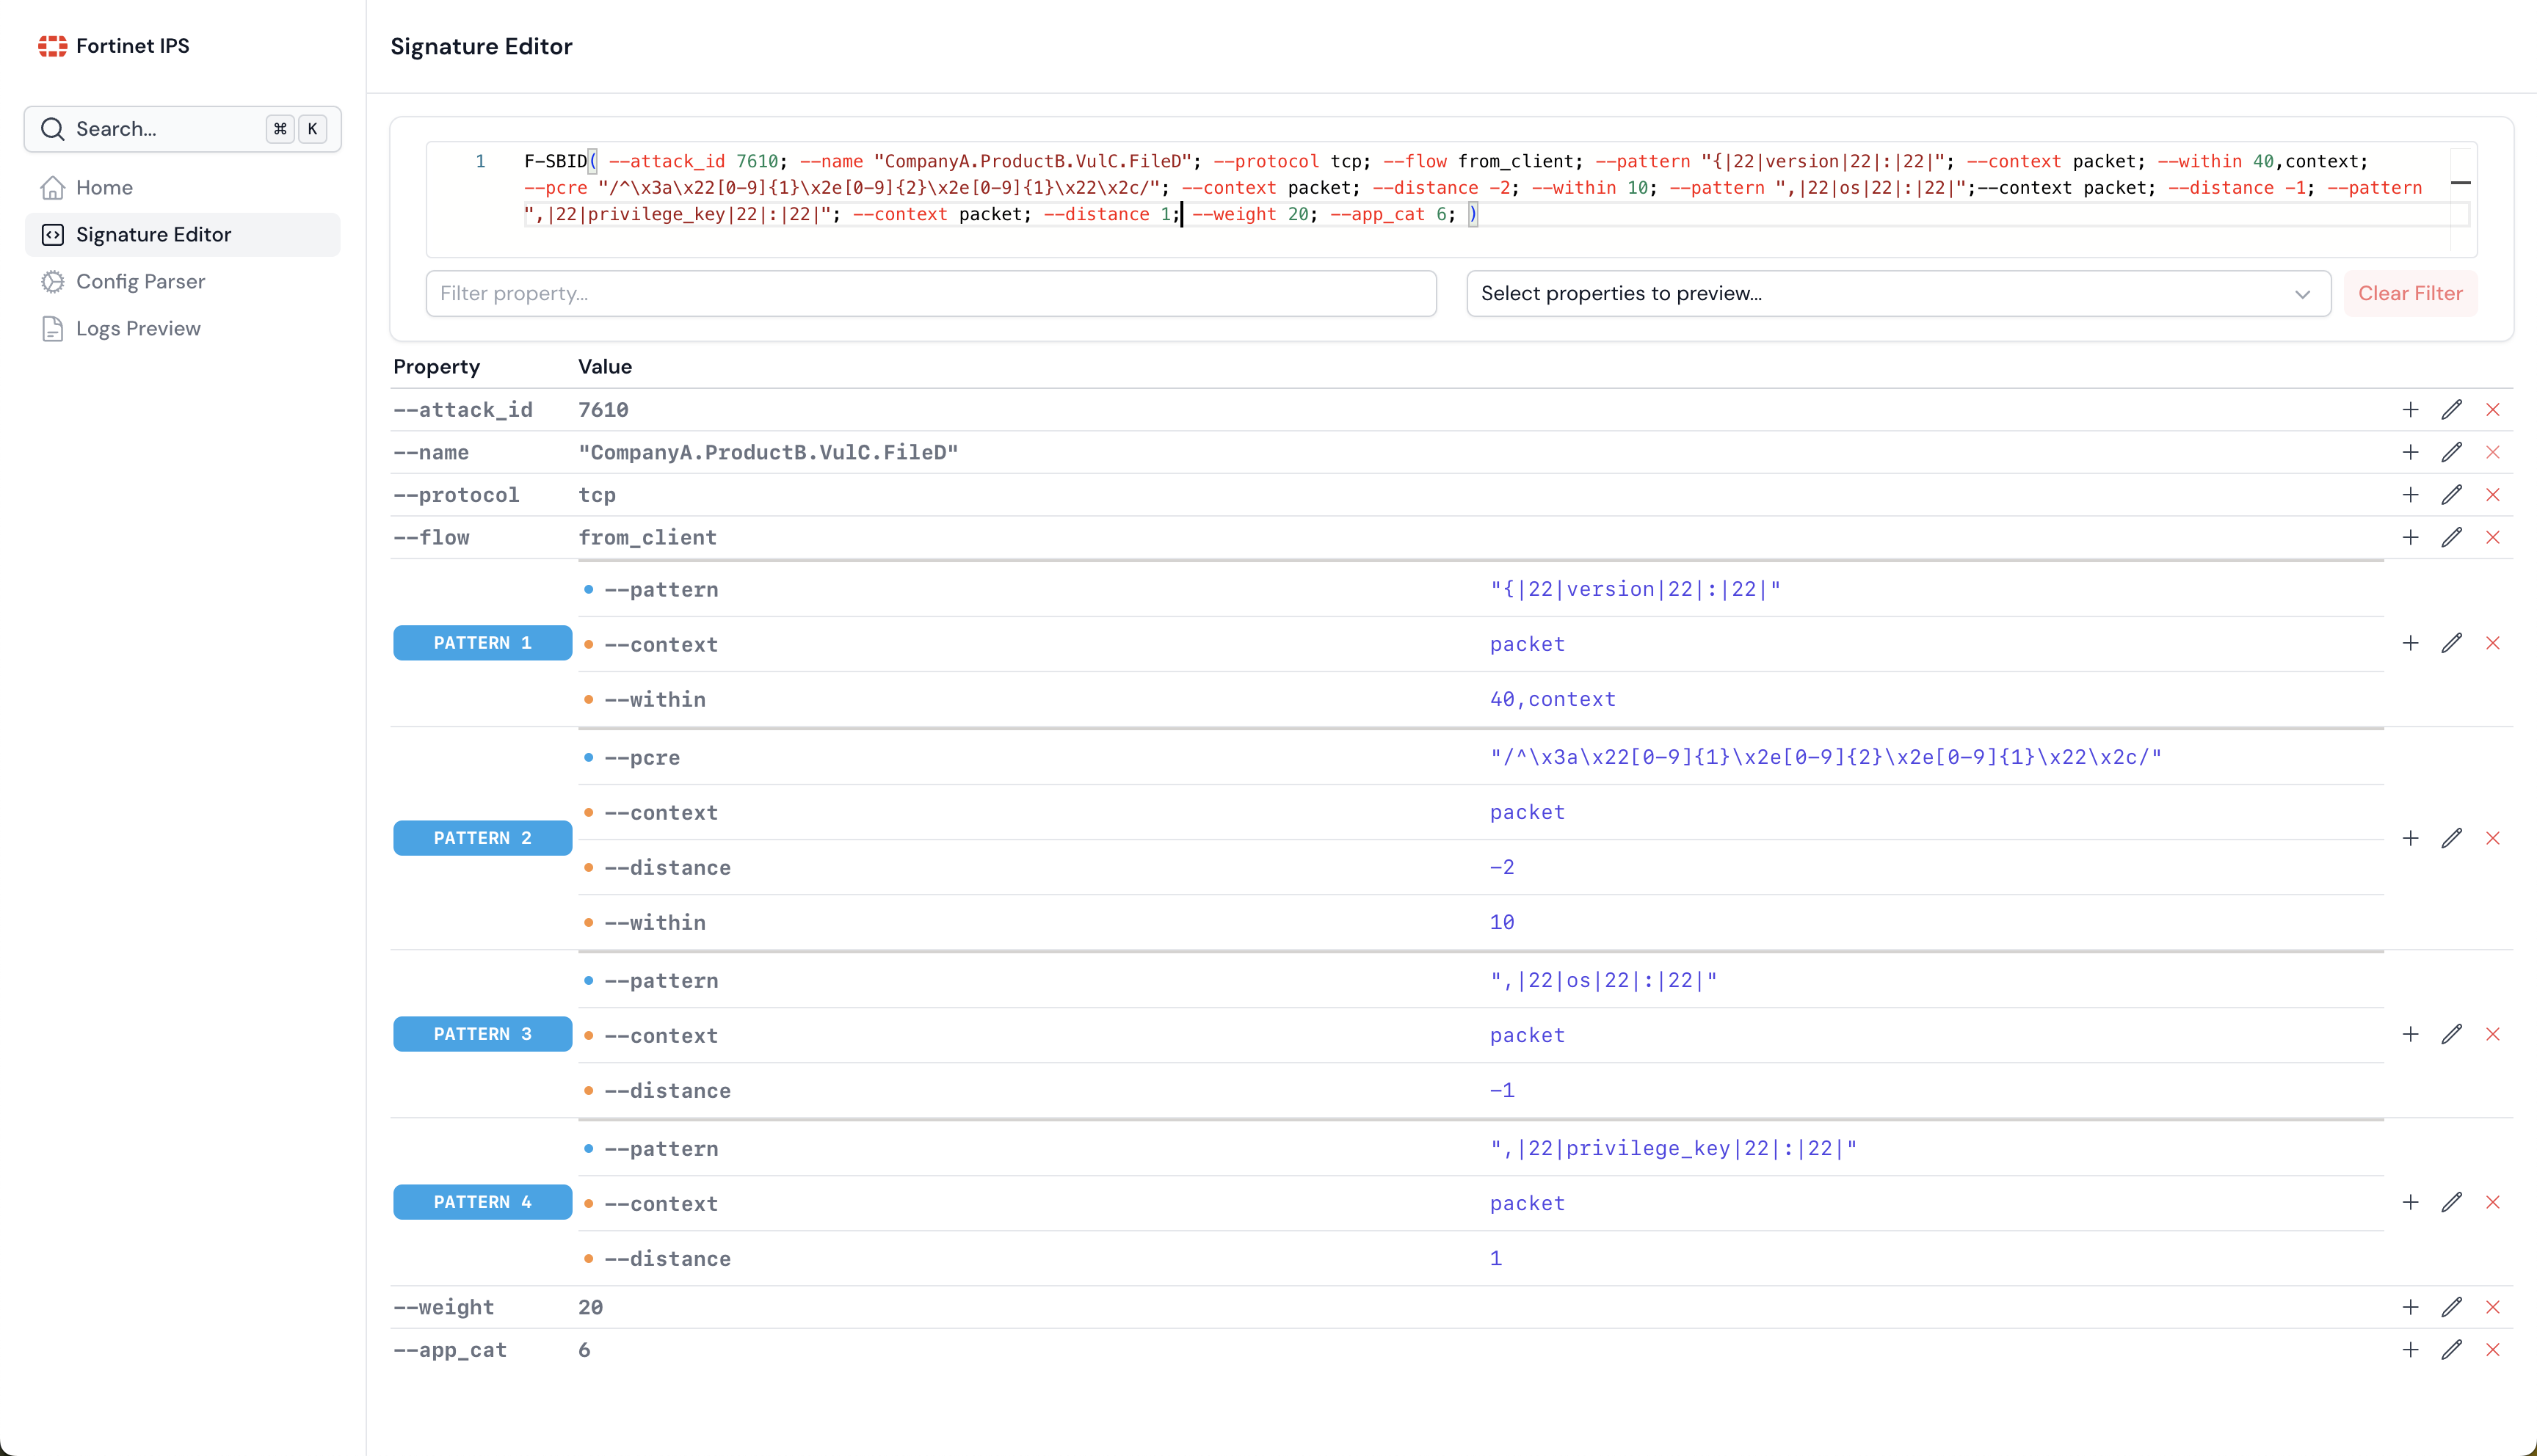 Fortinet IPS
Search... ⌘ K
Home
Signature Editor
Config Parser
Logs Preview
Signature Editor
1 F-SBID( --attack_id 7610; --name "CompanyA.ProductB.VulC.FileD"; --protocol tcp; --flow from_client; --pattern "{|22|version|22|:|22|"; --context packet; --within 40,context;
--pcre "/^\x3a\x22[0-9]{1}\x2e[0-9]{2}\x2e[0-9]{1}\x22\x2c/"; --context packet; --distance -2; --within 10; --pattern ",|22|os|22|:|22|";--context packet; --distance -1; --pattern
",|22|privilege_key|22|:|22|"; --context packet; --distance 1; --weight 20; --app_cat 6; )
Filter property... Select properties to preview... Clear Filter
Property Value
--attack_id 7610
--name "CompanyA.ProductB.VulC.FileD"
--protocol tcp
--flow from_client
PATTERN 1
--pattern "{|22|version|22|:|22|"
--context packet
--within 40,context
PATTERN 2
--pcre "/^\x3a\x22[0-9]{1}\x2e[0-9]{2}\x2e[0-9]{1}\x22\x2c/"
--context packet
--distance -2
--within 10
PATTERN 3
--pattern ",|22|os|22|:|22|"
--context packet
--distance -1
PATTERN 4
--pattern ",|22|privilege_key|22|:|22|"
--context packet
--distance 1
--weight 20
--app_cat 6